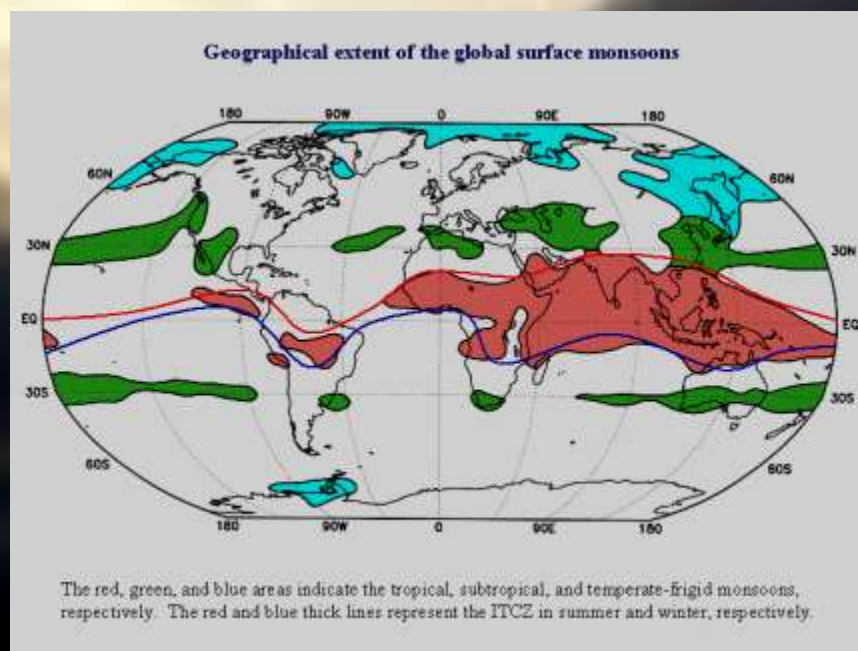 Geographical extent of the global surface monsoons
180 90W 0 90E 180
60N 60N
30N 30N
EQ EQ
30S 30S
60S 60S
180 90W 0 90E 180
The red, green, and blue areas indicate the tropical, subtropical, and temperate-frigid monsoons,
respectively. The red and blue thick lines represent the ITCZ in summer and winter, respectively.